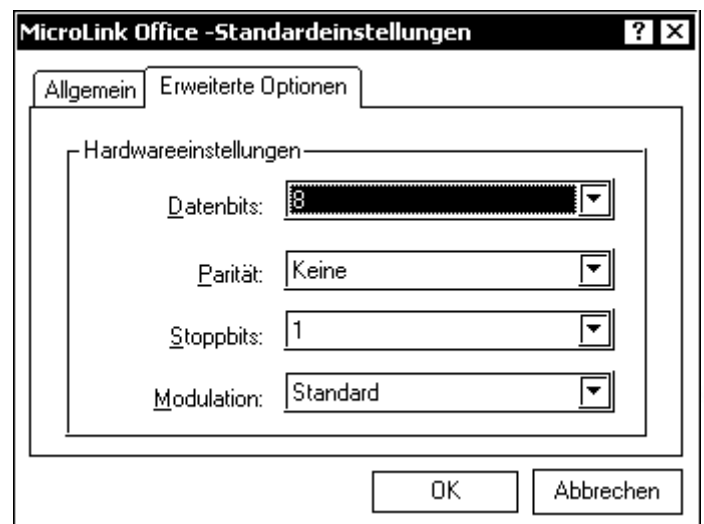 MicroLink Office -Standardeinstellungen ? X
Allgemein Erweiterte Optionen
Hardwareeinstellungen
Datenbits: 8
Parität: Keine
Stoppbits: 1
Modulation: Standard
OK Abbrechen